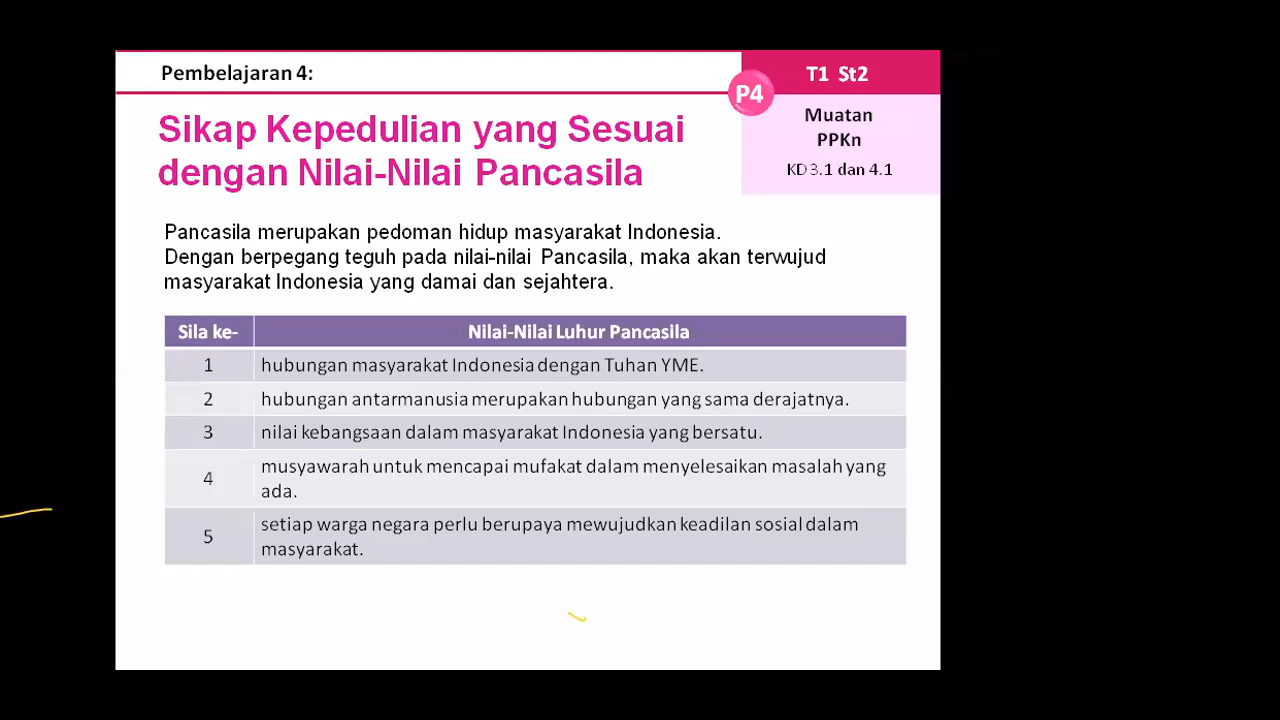 Pembelajaran 4:
T1 St2
P4
Muatan
PPKn
KD 3.1 dan 4.1
Sikap Kepedulian yang Sesuai
dengan Nilai-Nilai Pancasila
Pancasila merupakan pedoman hidup masyarakat Indonesia.
Dengan berpegang teguh pada nilai-nilai Pancasila, maka akan terwujud
masyarakat Indonesia yang damai dan sejahtera.
Sila ke- Nilai-Nilai Luhur Pancasila
1 hubungan masyarakat Indonesia dengan Tuhan YME.
2 hubungan antarmanusia merupakan hubungan yang sama derajatnya.
3 nilai kebangsaan dalam masyarakat Indonesia yang bersatu.
4 musyawarah untuk mencapai mufakat dalam menyelesaikan masalah yang
ada.
5 setiap warga negara perlu berupaya mewujudkan keadilan sosial dalam
masyarakat.